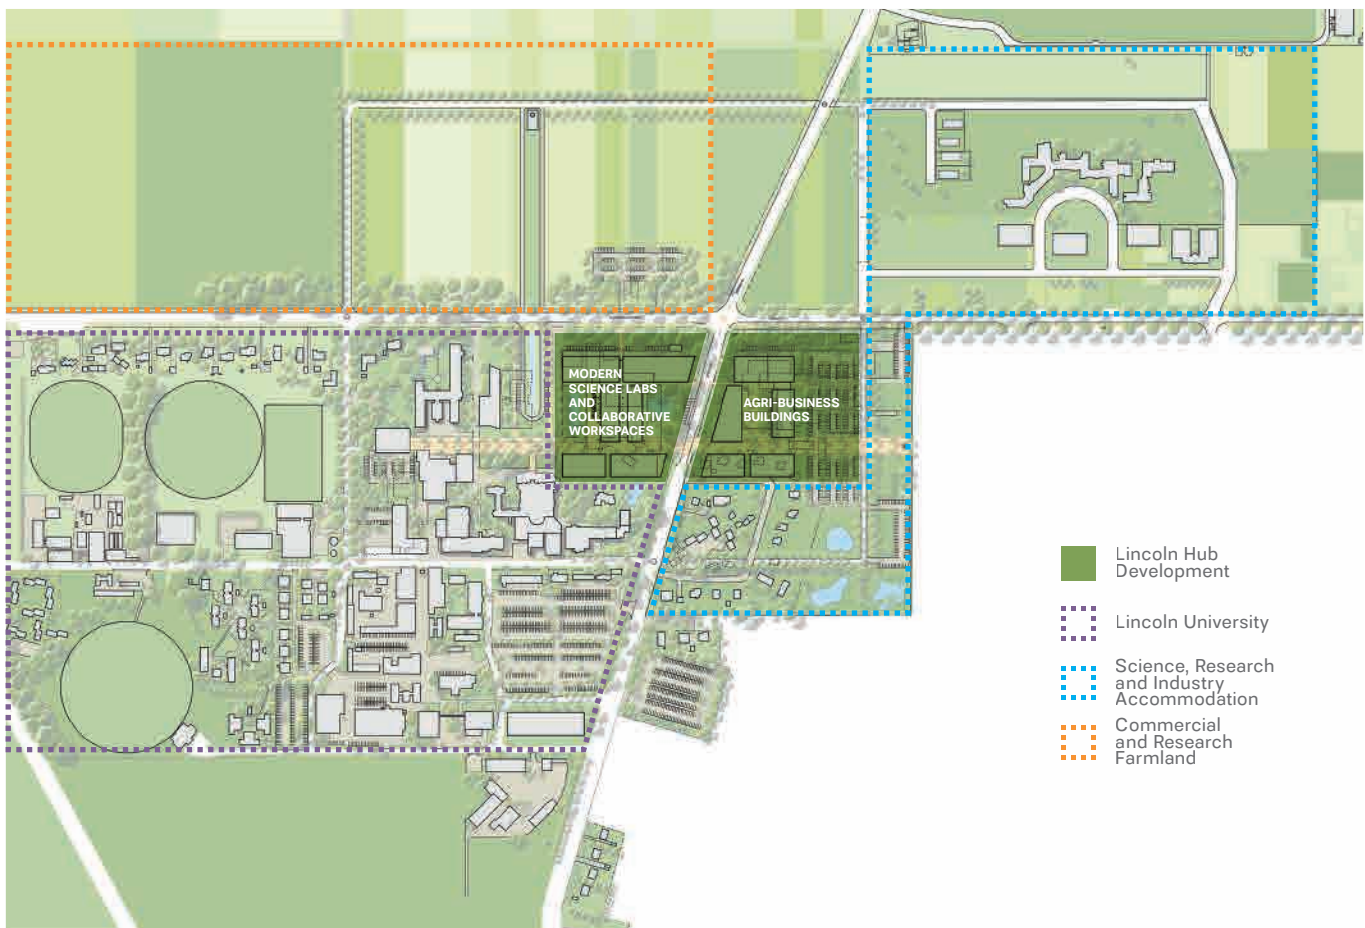 MODERN
SCIENCE LABS
AND
COLLABORATIVE
WORKSPACES
AGRI-BUSINESS
BUILDINGS
Lincoln Hub
Development
Lincoln University
Science, Research
and Industry
Accommodation
Commercial
and Research
Farmland